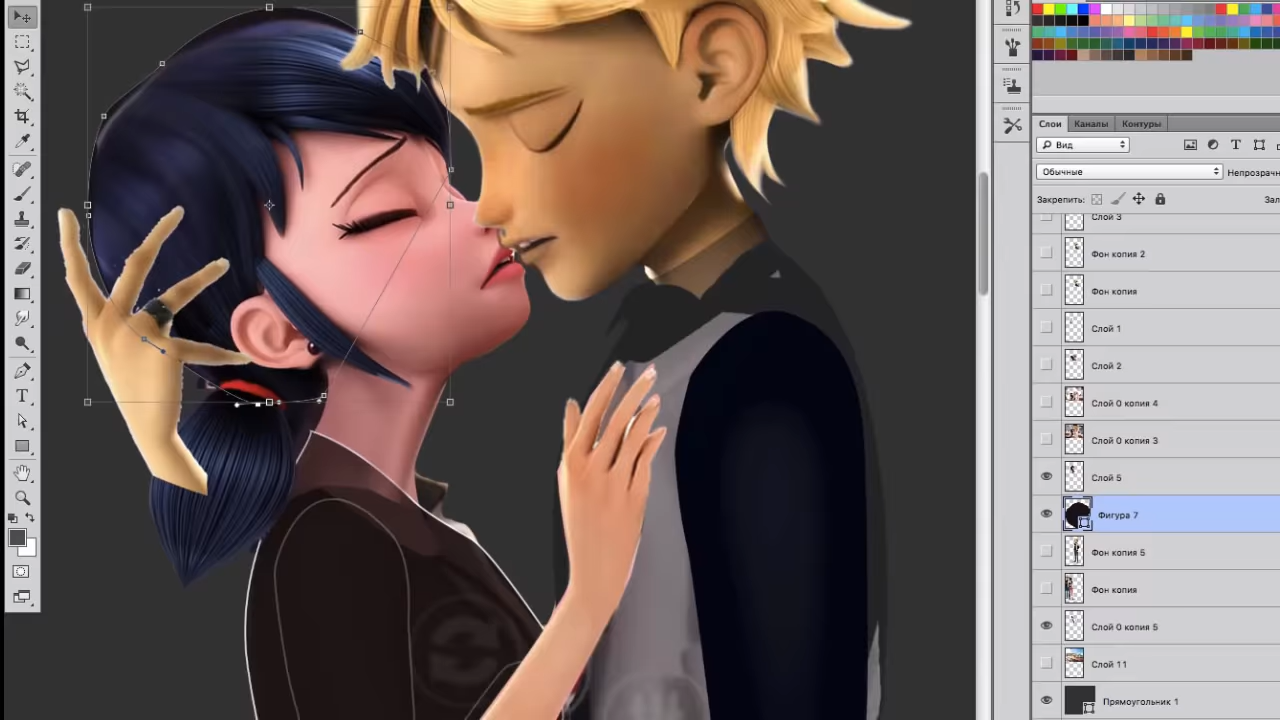 Слои Каналы Контуры
Вид
Обычные
Непрозрачн
Закрепить:
Зал
Слой 3
Фон копия 2
Фон копия
Слой 1
Слой 2
Слой 0 копия 4
Слой 0 копия 3
Слой 5
Фигура 7
Фон копия 5
Фон копия
Слой 0 копия 5
Слой 11
Прямоугольник 1